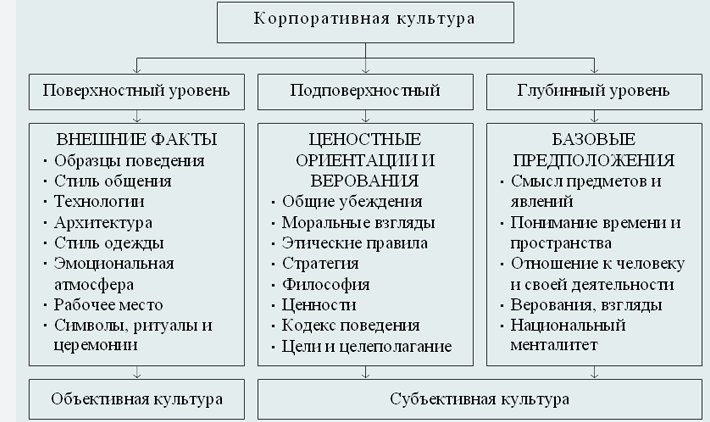 Корпоративная культура
Поверхностный уровень
Подповерхностный
Глубинный уровень
ВНЕШНИЕ ФАКТЫ
· Образцы поведения
· Стиль общения
· Технологии
· Архитектура
· Стиль одежды
· Эмоциональная
атмосфера
· Рабочее место
· Символы, ритуалы и
церемонии
ЦЕНОСТНЫЕ
ОРИЕНТАЦИИ И
ВЕРОВАНИЯ
· Общие убеждения
· Моральные взгляды
· Этические правила
· Стратегия
· Философия
· Ценности
· Кодекс поведения
· Цели и целеполагание
БАЗОВЫЕ
ПРЕДПОЛОЖЕНИЯ
· Смысл предметов и
явлений
· Понимание времени и
пространства
· Отношение к человеку
и своей деятельности
· Верования, взгляды
· Национальный
менталитет
Объективная культура
Субъективная культура